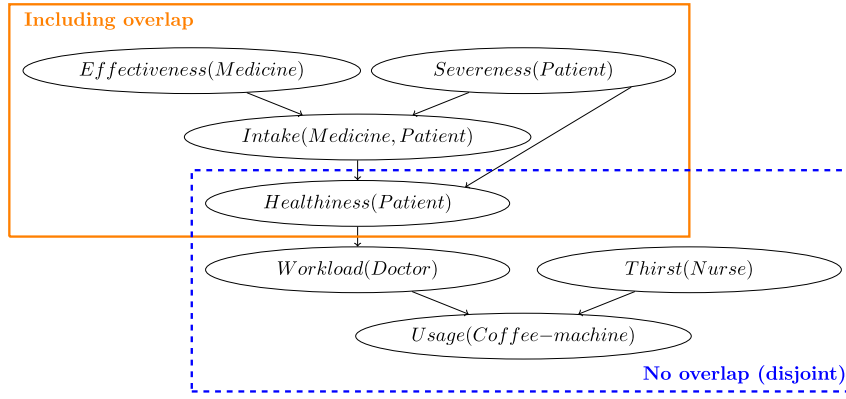 Including overlap
Effectiveness(Medicine)
Severeness(Patient)
Intake(Medicine, Patient)
Healthiness(Patient)
Workload(Doctor)
Thirst(Nurse)
Usage(Coffee−machine)
No overlap (disjoint)